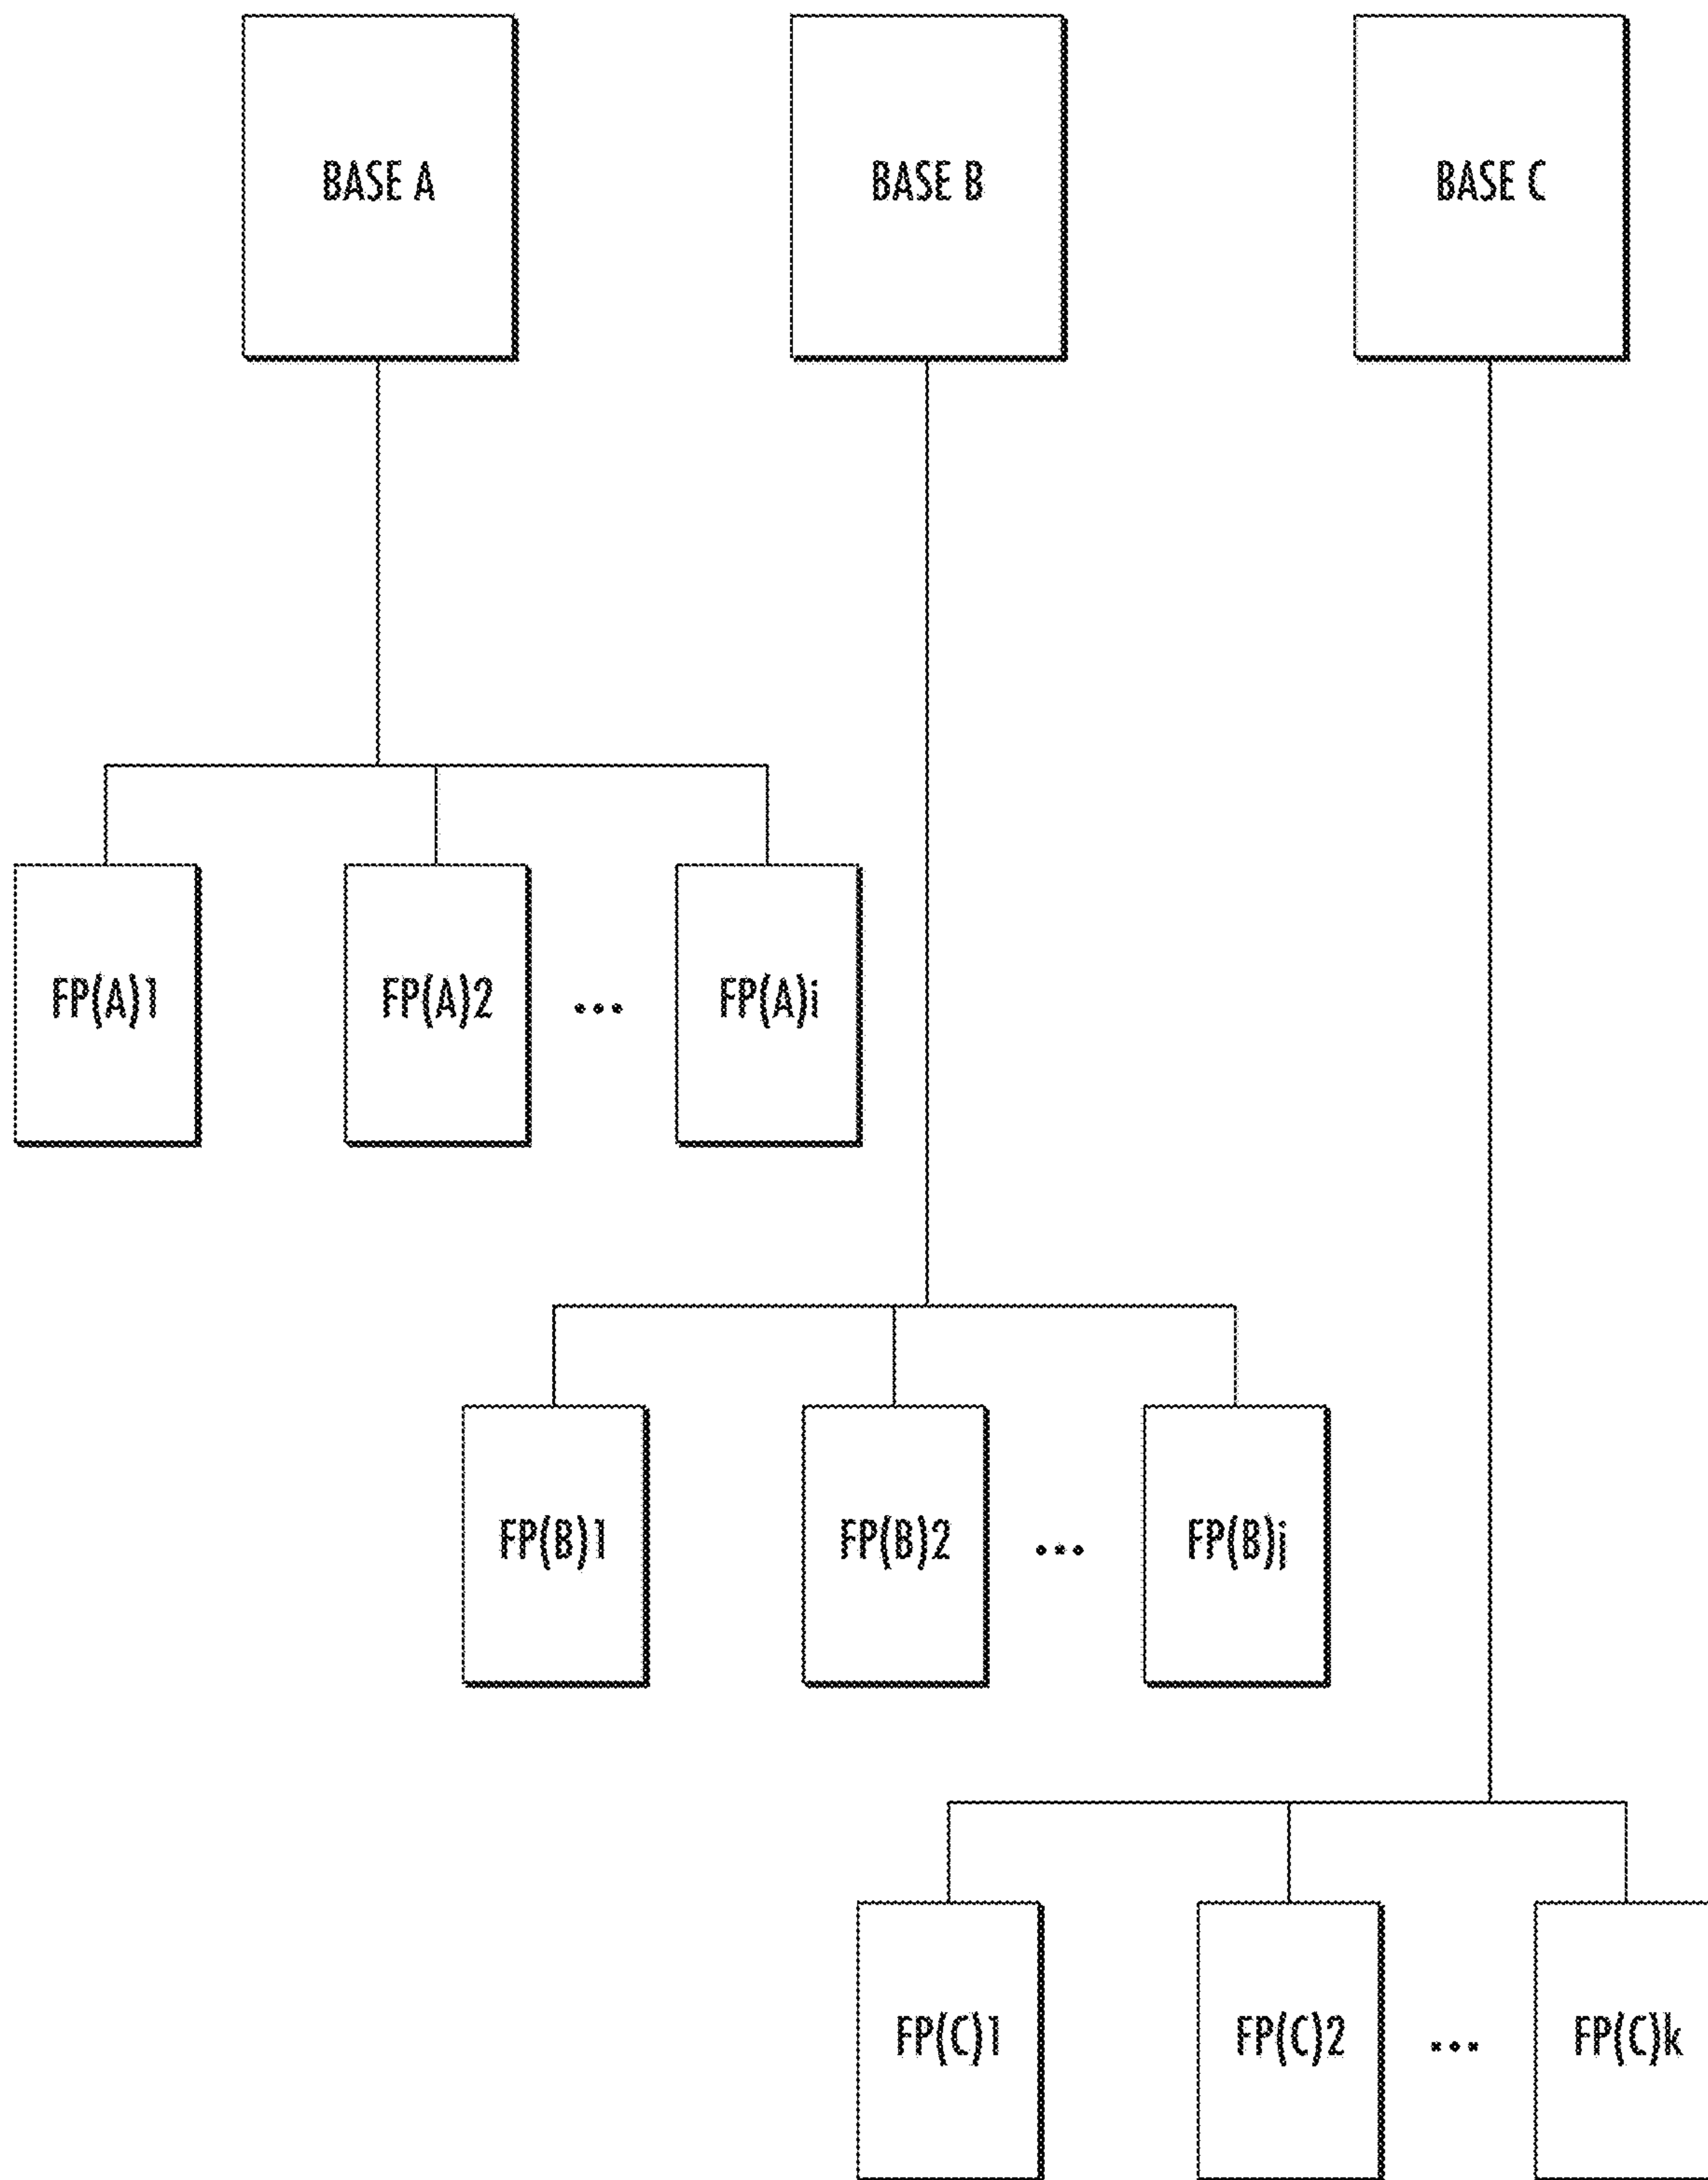 BASE A
BASE B
BASE C
FP(A)1
FP(A)2
...
FP(A)i
FP(B)1
FP(B)2
...
FP(B)j
FP(C)1
FP(C)2
...
FP(C)k